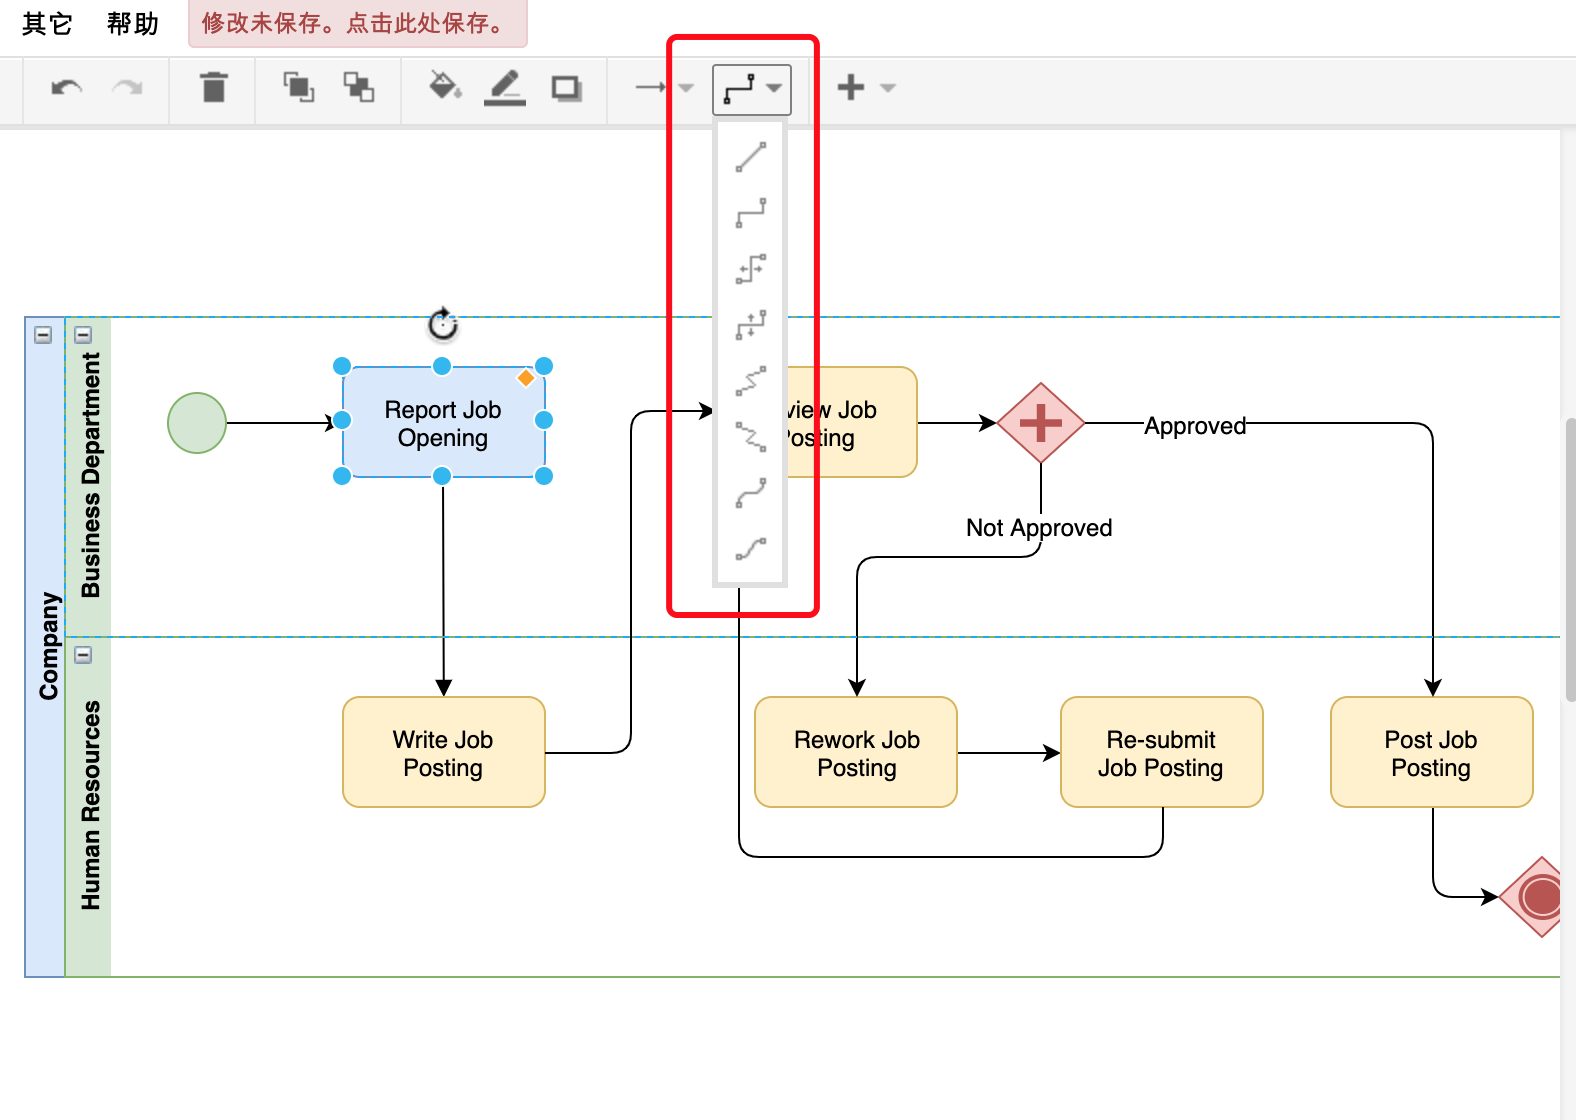 其它 帮助 修改未保存。点击此处保存。
Company
Business Department
Human Resources
Report Job
Opening
view Job
Posting
Approved
Not Approved
Write Job
Posting
Rework Job
Posting
Re-submit
Job Posting
Post Job
Posting